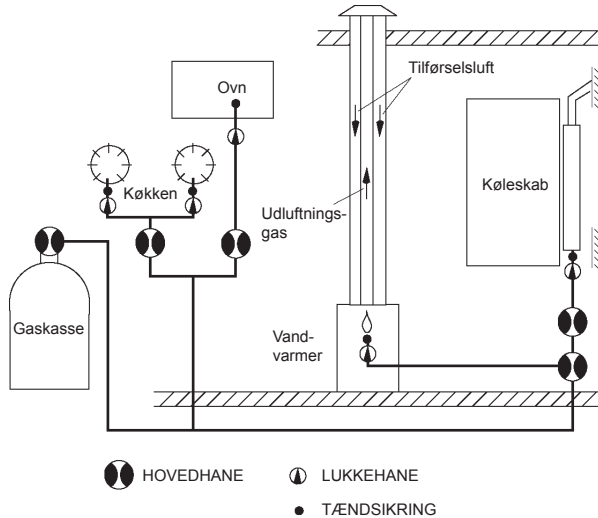 Tilførselsluft
Ovn
Køkken
Køleskab
Udluftnings-
gas
Gaskasse
Vand-
varmer
HOVEDHANE
LUKKEHANE
TÆNDSIKRING